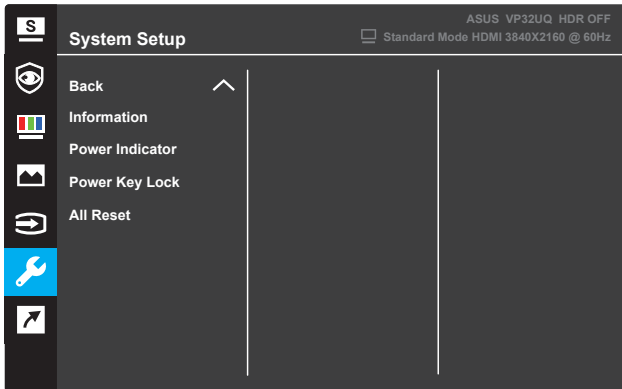 S
ASUS VP32UQ HDR OFF
System Setup
Standard Mode HDMI 3840X2160 @ 60Hz
Back
Information
Power Indicator
Power Key Lock
All Reset